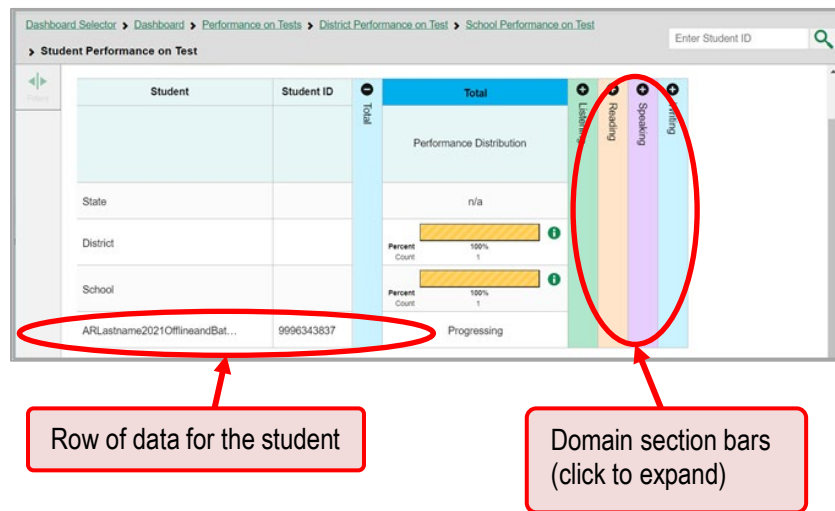 Dashboard Selector › Dashboard › Performance on Tests › District Performance on Test › School Performance on Test
› Student Performance on Test
Enter Student ID
Student Student ID Total Total Listening Reading Speaking Writing
Performance Distribution
State n/a
District
Percent 100%
Count 1
School
Percent 100%
Count 1
ARLastname2021OfflineandBat... 9996343837 Progressing
Row of data for the student
Domain section bars
(click to expand)